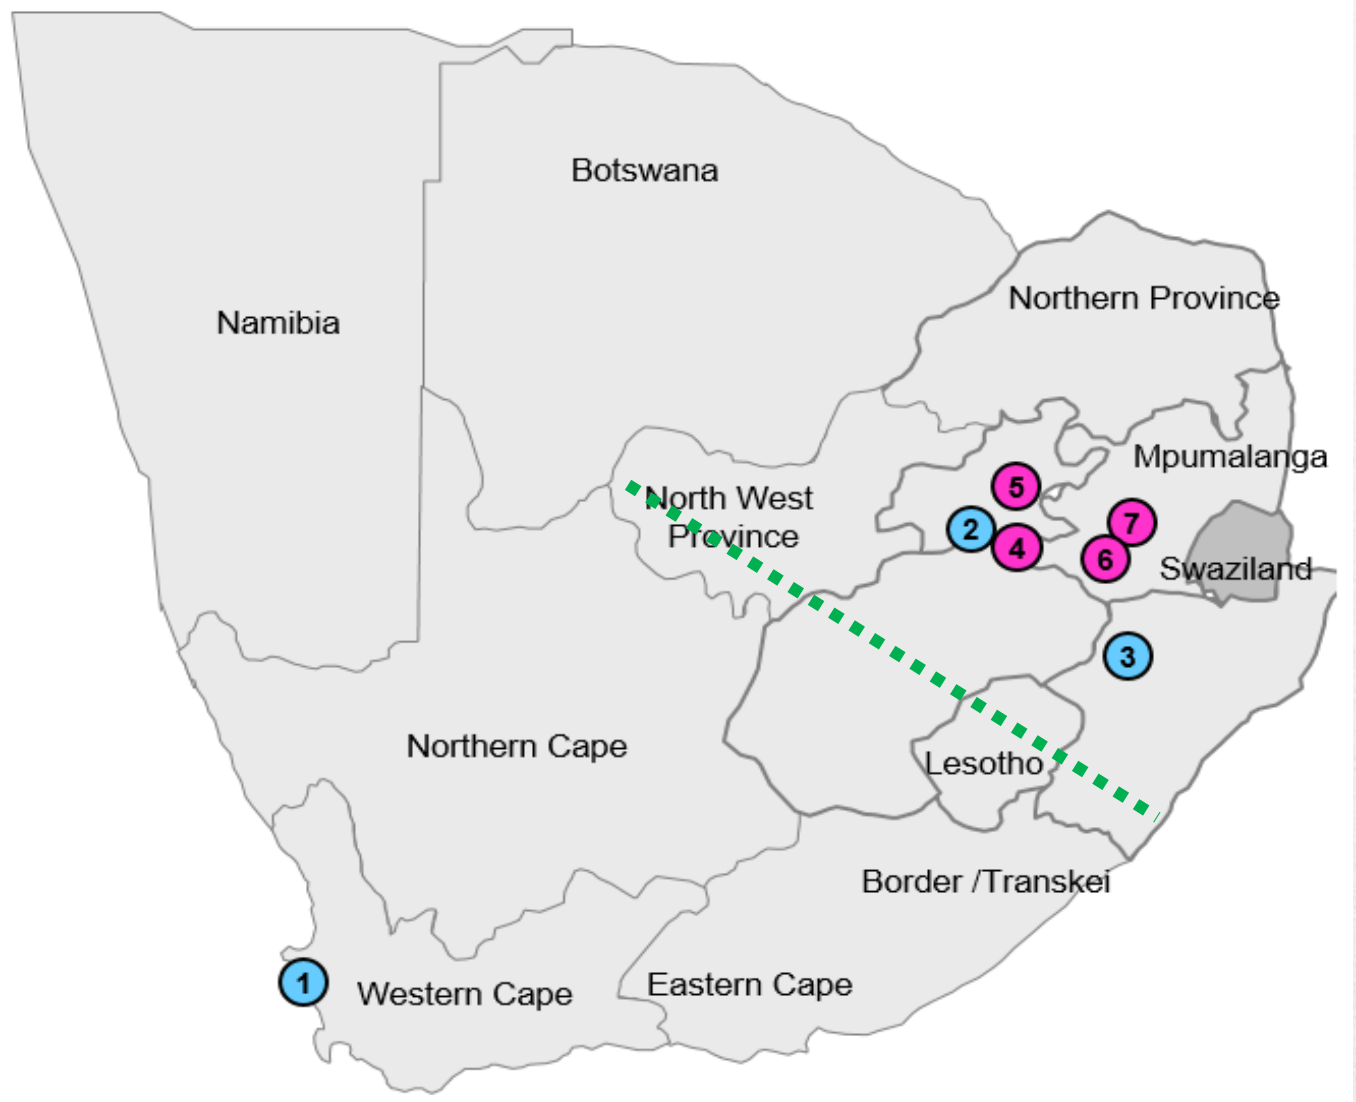 Botswana
Northern Province
Namibia
Mpumalanga
North West
Province
5
2
4
7
6
Swaziland
3
Northern Cape
Lesotho
Border /Transkei
1
Western Cape
Eastern Cape